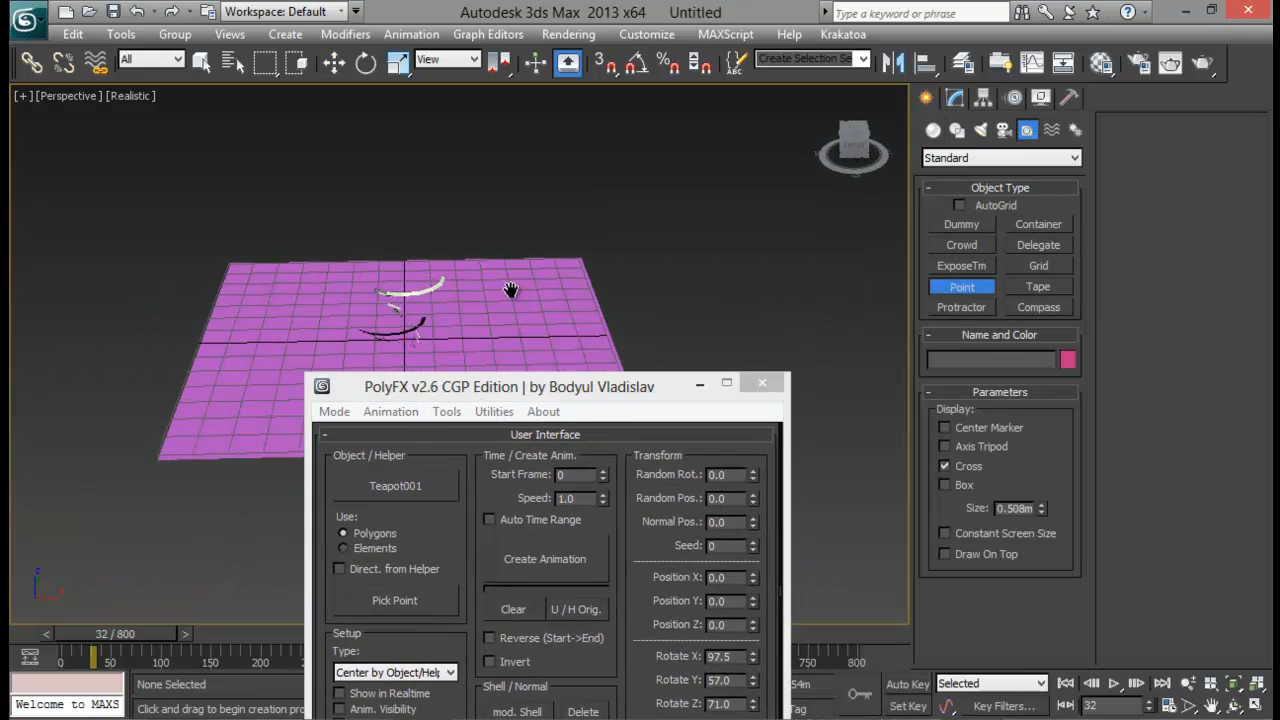 Workspace: Default
Autodesk 3ds Max 2013 x64 Untitled
Type a keyword or phrase
Edit Tools Group Views Create Modifiers Animation Graph Editors Rendering Customize MAXScript Help Krakatoa
All View Create Selection Se
[+] [Perspective] [Realistic]
Standard
Object Type
AutoGrid
Dummy Container
Crowd Delegate
ExposeTm Grid
Point Tape
Protractor Compass
Name and Color
Parameters
Display:
Center Marker
Axis Tripod
Cross
Box
Size: 0.508m
Constant Screen Size
Draw On Top
PolyFX v2.6 CGP Edition | by Bodyul Vladislav
Mode Animation Tools Utilities About
User Interface
Object / Helper
Teapot001
Use:
Polygons
Elements
Direct. from Helper
Pick Point
Setup
Type:
Center by Object/Help
Show in Realtime
Anim. Visibility
Time / Create Anim.
Start Frame: 0
Speed: 1.0
Auto Time Range
Create Animation
Clear U / H Orig.
Reverse (Start->End)
Invert
Shell / Normal
mod. Shell Delete
Transform
Random Rot.: 0.0
Random Pos.: 0.0
Normal Pos.: 0.0
Seed: 0
Position X: 0.0
Position Y: 0.0
Position Z: 0.0
Rotate X: 97.5
Rotate Y: 57.0
Rotate Z: 71.0
32 / 800
0 50 100 150 200 250 800
None Selected
54m
Auto Key Selected
Welcome to MAXS
Click and drag to begin creation proc
Set Key Key Filters... 32